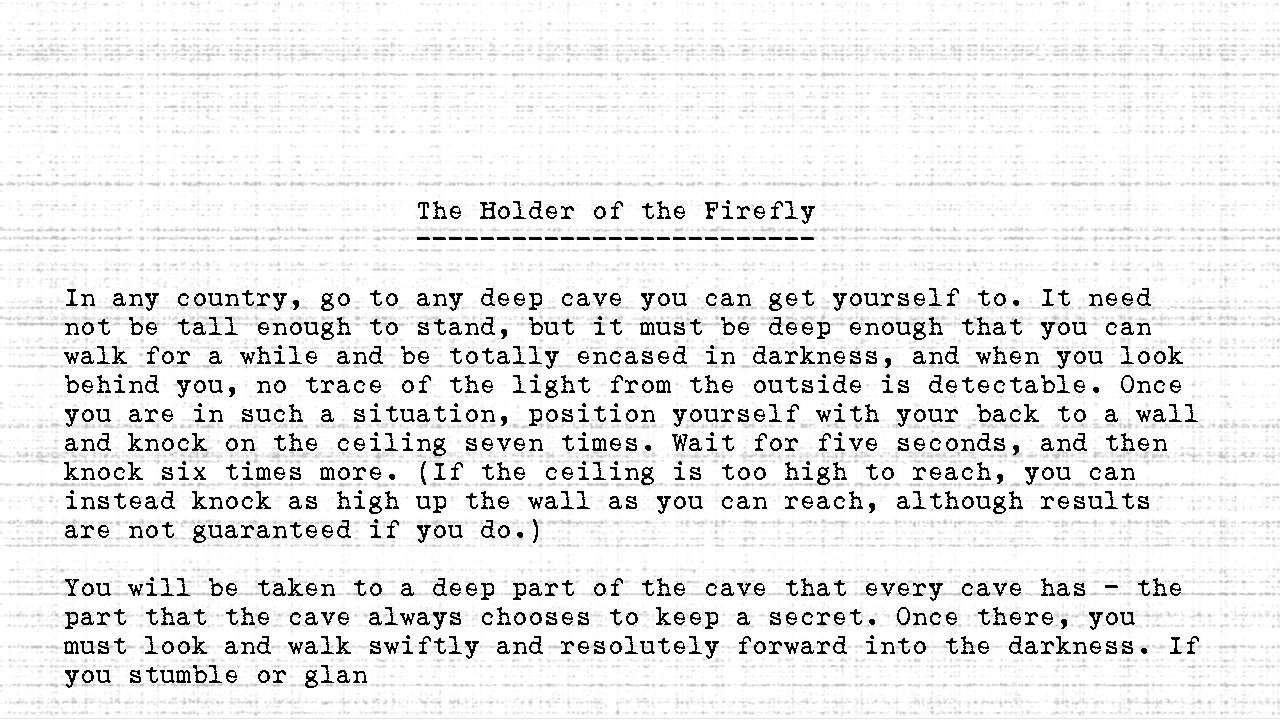 The Holder of the Firefly
-------------------------
In any country, go to any deep cave you can get yourself to. It need
not be tall enough to stand, but it must be deep enough that you can
walk for a while and be totally encased in darkness, and when you look
behind you, no trace of the light from the outside is detectable. Once
you are in such a situation, position yourself with your back to a wall
and knock on the ceiling seven times. Wait for five seconds, and then
knock six times more. (If the ceiling is too high to reach, you can
instead knock as high up the wall as you can reach, although results
are not guaranteed if you do.)
You will be taken to a deep part of the cave that every cave has - the
part that the cave always chooses to keep a secret. Once there, you
must look and walk swiftly and resolutely forward into the darkness. If
you stumble or glan